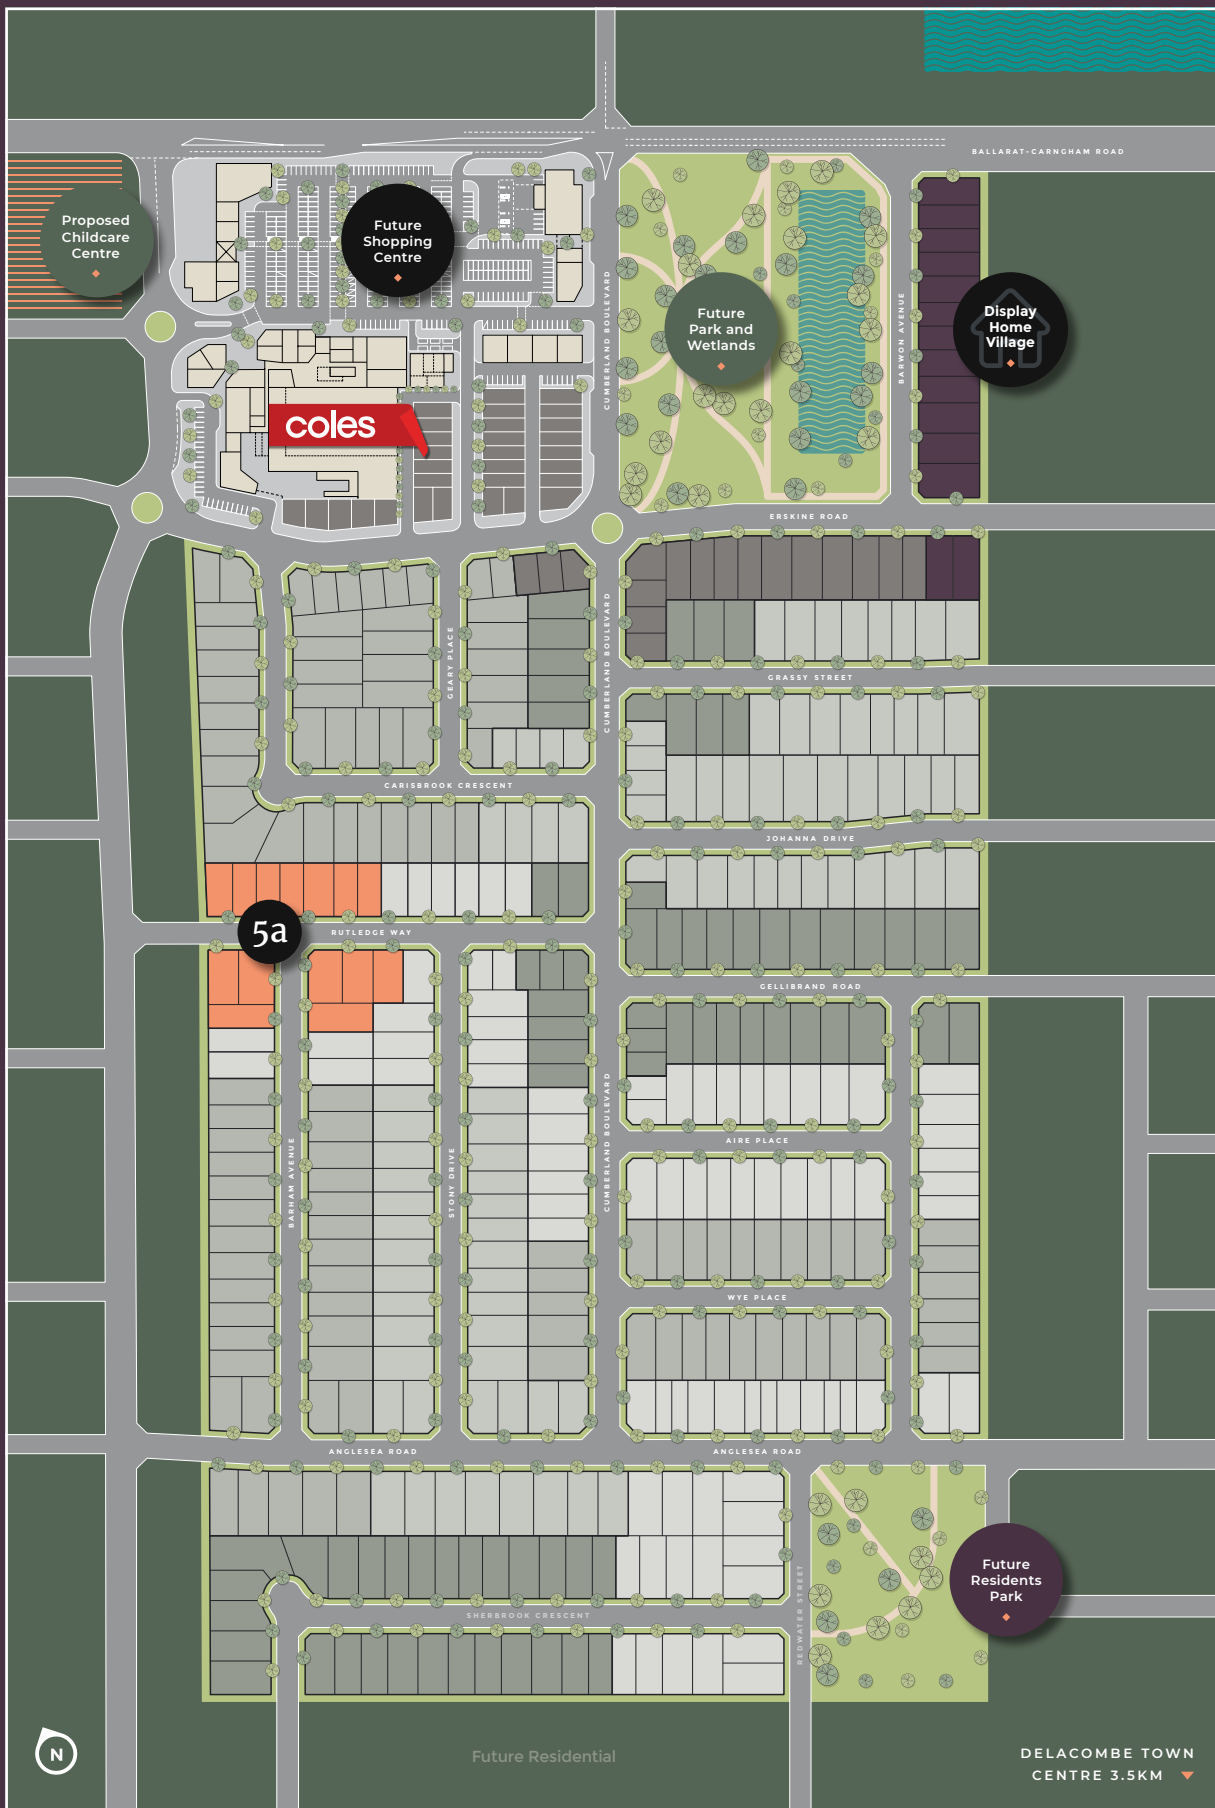 BALLARAT-CARNGHAM ROAD
Proposed
Childcare
Centre
Future
Shopping
Centre
Future
Park and
Wetlands
Display
Home
Village
CUMBERLAND BOULEVARD
BARWON AVENUE
coles
ERSKINE ROAD
GEARY PLACE
CUMBERLAND BOULEVARD
GRASSY STREET
CARISBROOK CRESCENT
JOHANNA DRIVE
5a
RUTLEDGE WAY
GELLIBRAND ROAD
BARHAM AVENUE
STONY DRIVE
CUMBERLAND BOULEVARD
AIRE PLACE
WYE PLACE
ANGLESEA ROAD
ANGLESEA ROAD
Future
Residents
Park
SHERBROOK CRESCENT
REDWATER STREET
N
Future Residential
DELACOMBE TOWN
CENTRE 3.5KM